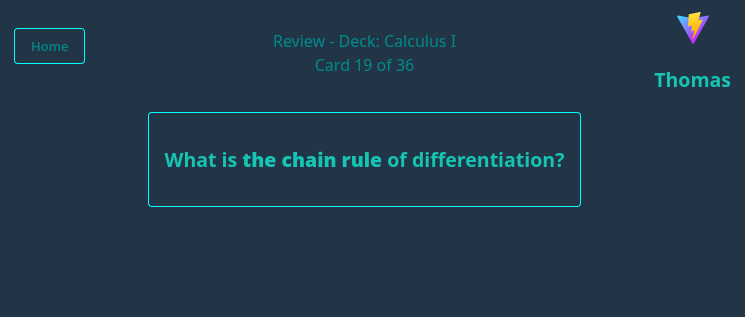 Home
Review - Deck: Calculus I
Card 19 of 36
Thomas
What is the chain rule of differentiation?